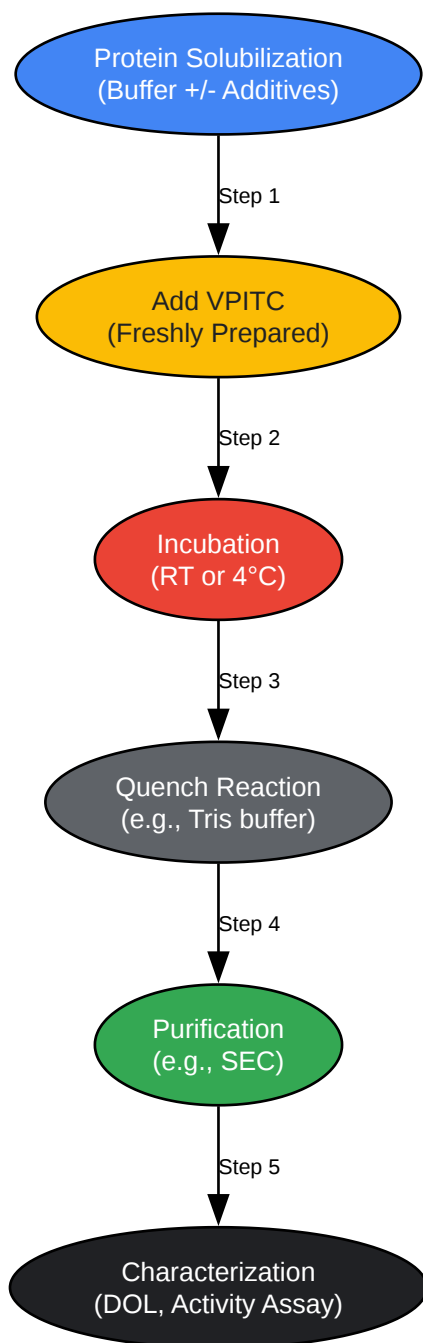 Protein Solubilization
(Buffer +/- Additives)
Step 1
Add VPITC
(Freshly Prepared)
Step 2
Incubation
(RT or 4°C)
Step 3
Quench Reaction
(e.g., Tris buffer)
Step 4
Purification
(e.g., SEC)
Step 5
Characterization
(DOL, Activity Assay)